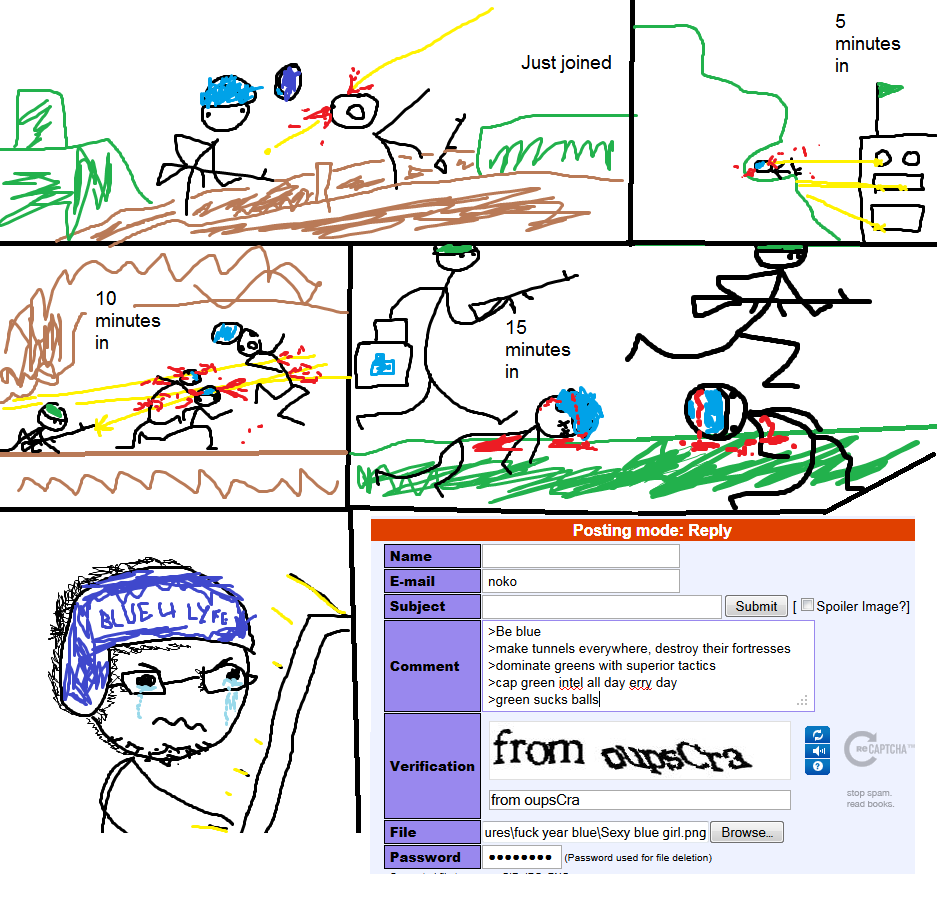 Just joined
5
minutes
in
10
minutes
in
15
minutes
in
BLUE 4 LYFE
Posting mode: Reply
Name
E-mail noko
Subject Submit [ Spoiler Image?]
Comment
>Be blue
>make tunnels everywhere, destroy their fortresses
>dominate greens with superior tactics
>cap green intel all day erry day
>green sucks balls
Verification
from oupsCra
reCAPTCHA™
stop spam.
read books.
from oupsCra
File ures\fuck year blue\Sexy blue girl.png Browse...
Password ●●●●●●●● (Password used for file deletion)